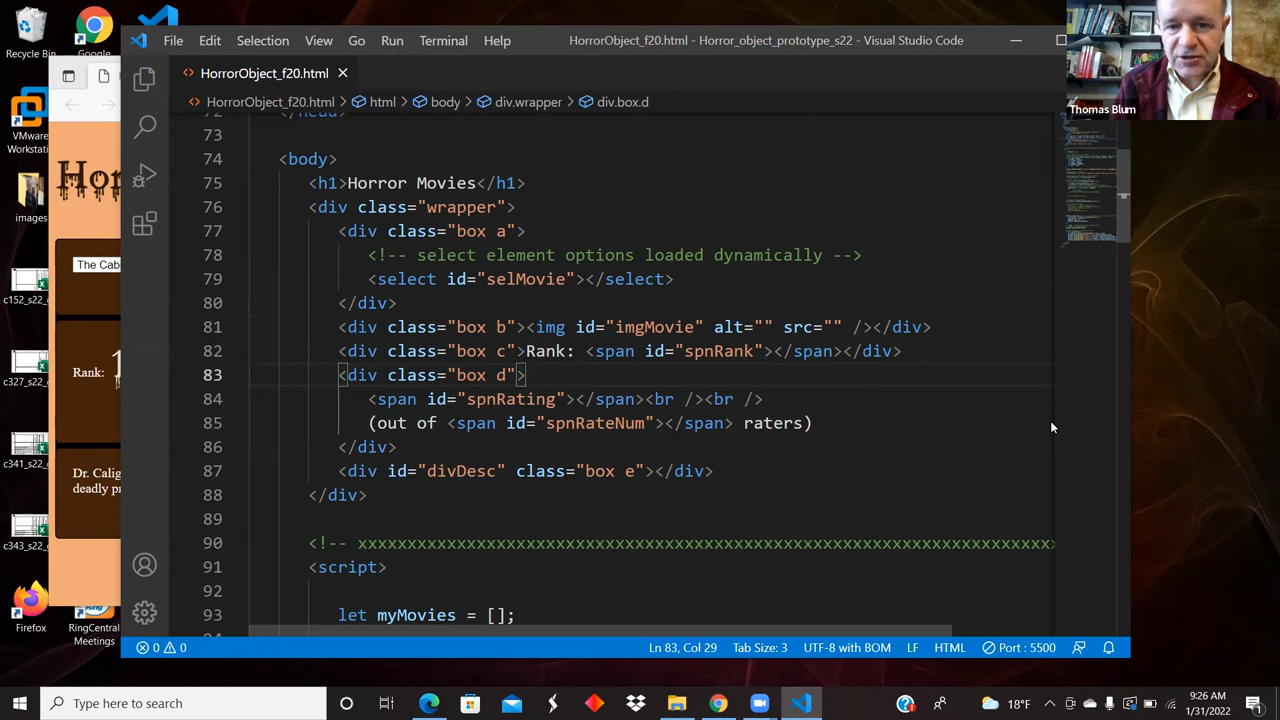 Recycle Bin
Google
VMware
Workstati...
images
c152_s22_
c327_s22_
c341_s22_
c343_s22_
Firefox
RingCentral
Meetings
Hor
The Cab
Rank: 1
Dr. Calig
deadly pr
File Edit Selection View Go Run Terminal Help
HorrorObject_f20.html - Horror_object_prototype_s22 - Visual Studio Code
Thomas Blum
HorrorObject_f20.html
HorrorObject_f20.html > html > body > div.wrapper > div.box.d
72 </head>
73
74 <body>
75 <h1>Horror Movies</h1>
76 <div class="wrapper">
77 <div class="box a">
78 <!-- select element options loaded dynamically -->
79 <select id="selMovie"></select>
80 </div>
81 <div class="box b"><img id="imgMovie" alt="" src="" /></div>
82 <div class="box c">Rank: <span id="spnRank"></span></div>
83 <div class="box d">
84 <span id="spnRating"></span><br /><br />
85 (out of <span id="spnRateNum"></span> raters)
86 </div>
87 <div id="divDesc" class="box e"></div>
88 </div>
89
90 <!-- xxxxxxxxxxxxxxxxxxxxxxxxxxxxxxxxxxxxxxxxxxxxxxxxxxxxxxxxxxxxxxxxxxxxxx
91 <script>
92
93 let myMovies = [];
0 0
Ln 83, Col 29 Tab Size: 3 UTF-8 with BOM LF HTML Port : 5500
Type here to search
18°F
9:26 AM
1/31/2022
1